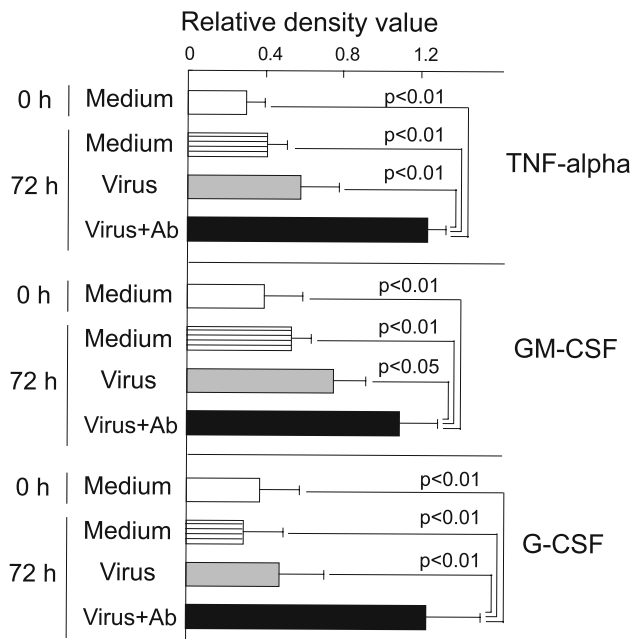 Relative density value
0 0.4 0.8 1.2
0 h Medium p<0.01
Medium p<0.01
TNF-alpha
72 h Virus p<0.01
Virus+Ab
0 h Medium p<0.01
Medium p<0.01
GM-CSF
72 h Virus p<0.05
Virus+Ab
0 h Medium p<0.01
Medium p<0.01
G-CSF
72 h Virus p<0.01
Virus+Ab